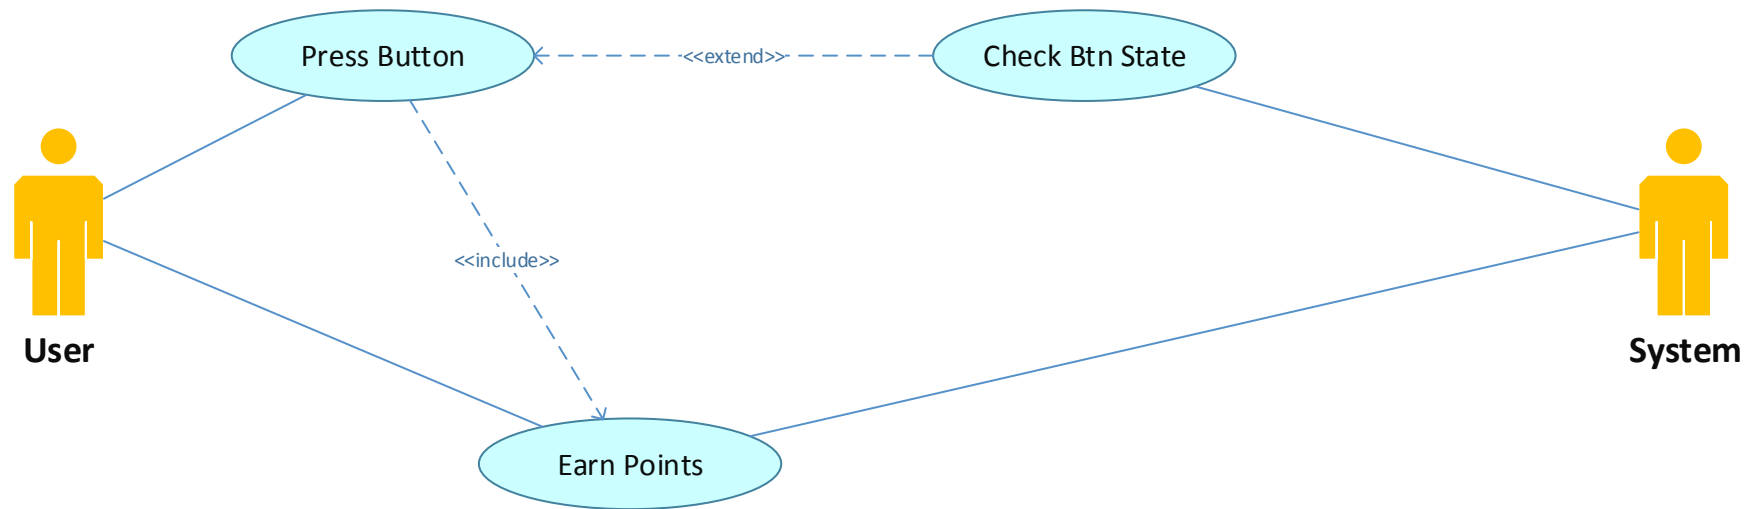 Press Button
<<extend>>
Check Btn State
<<include>>
User
System
Earn Points